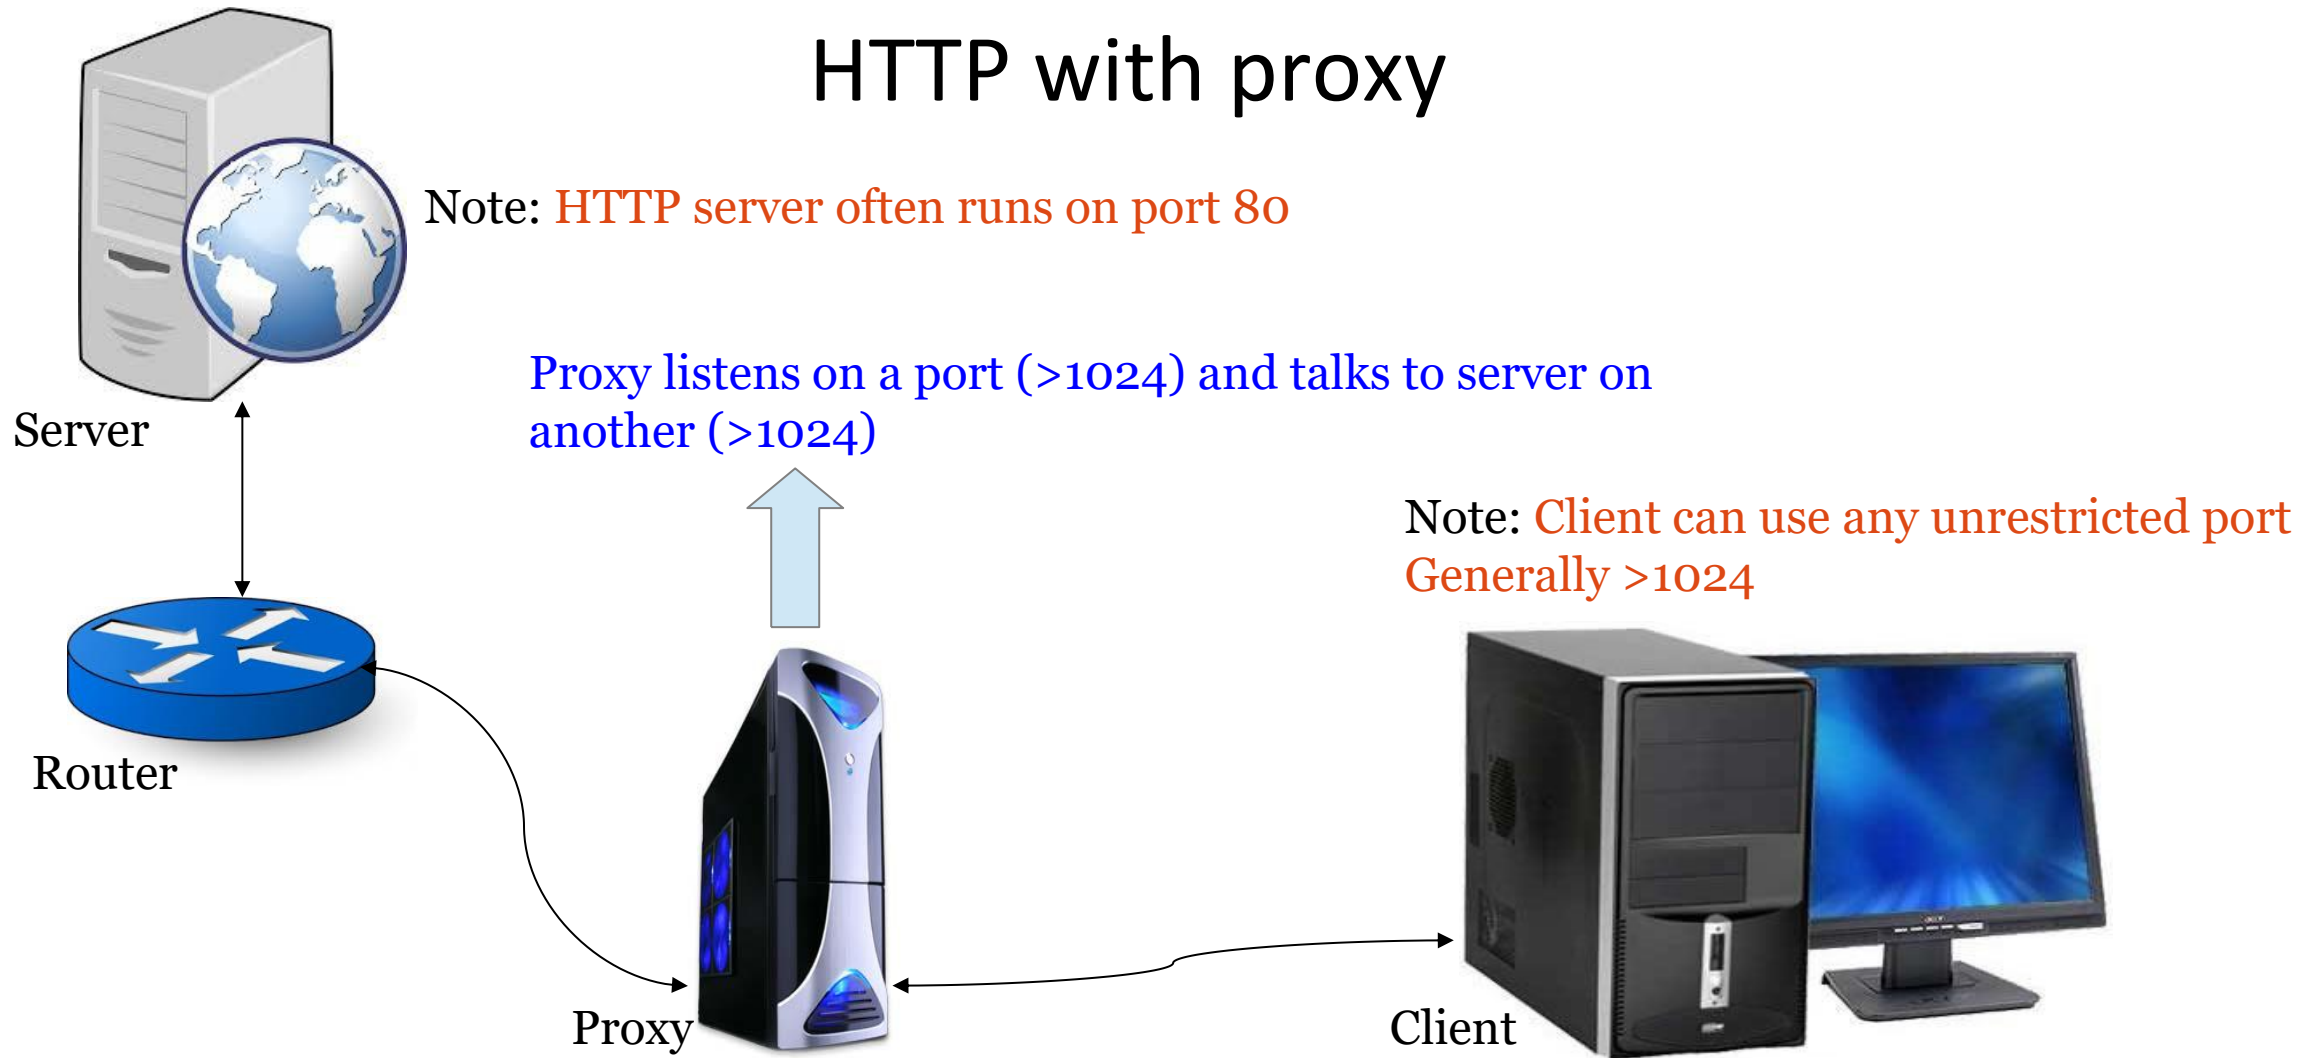 HTTP with proxy
Note: HTTP server often runs on port 80
Proxy listens on a port (>1024) and talks to server on
another (>1024)
Server
Note: Client can use any unrestricted port
Generally >1024
Router
Proxy
Client